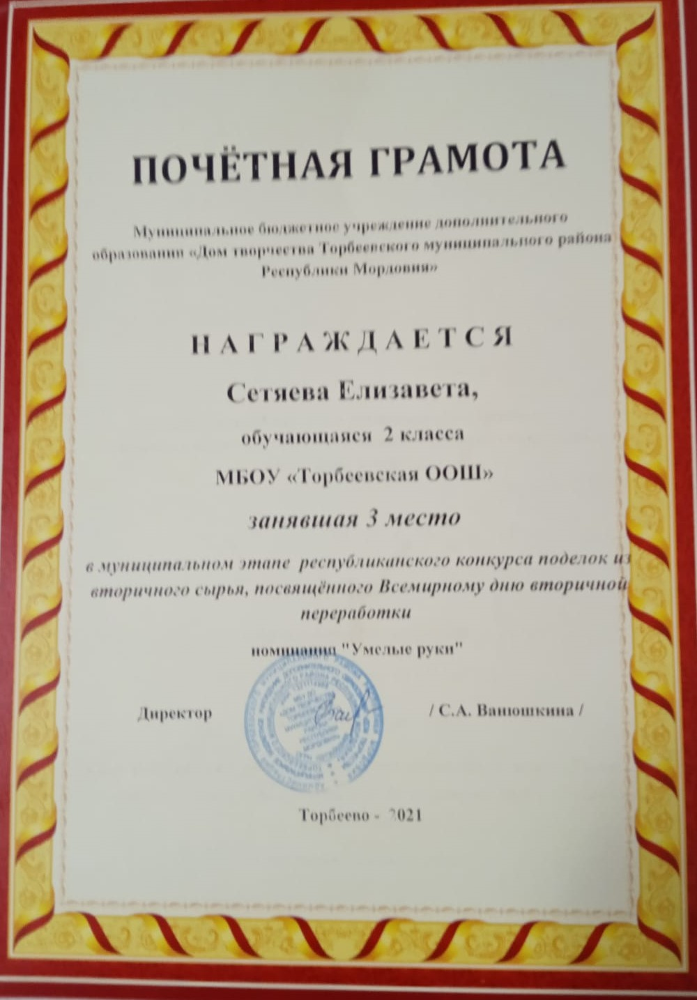 ПОЧЁТНАЯ ГРАМОТА
Муниципальное бюджетное учреждение дополнительного
образования «Дом творчества Торбеевского муниципального района
Республики Мордовия»
НАГРАЖДАЕТСЯ
Сетяева Елизавета,
обучающаяся 2 класса
МБОУ «Торбеевская ООШ»
занявшая 3 место
в муниципальном этапе республиканского конкурса поделок из
вторичного сырья, посвящённого Всемирному дню вторичной
переработки
номинация "Умелые руки"
Директор / С.А. Ванюшкина /
Торбеево - 2021